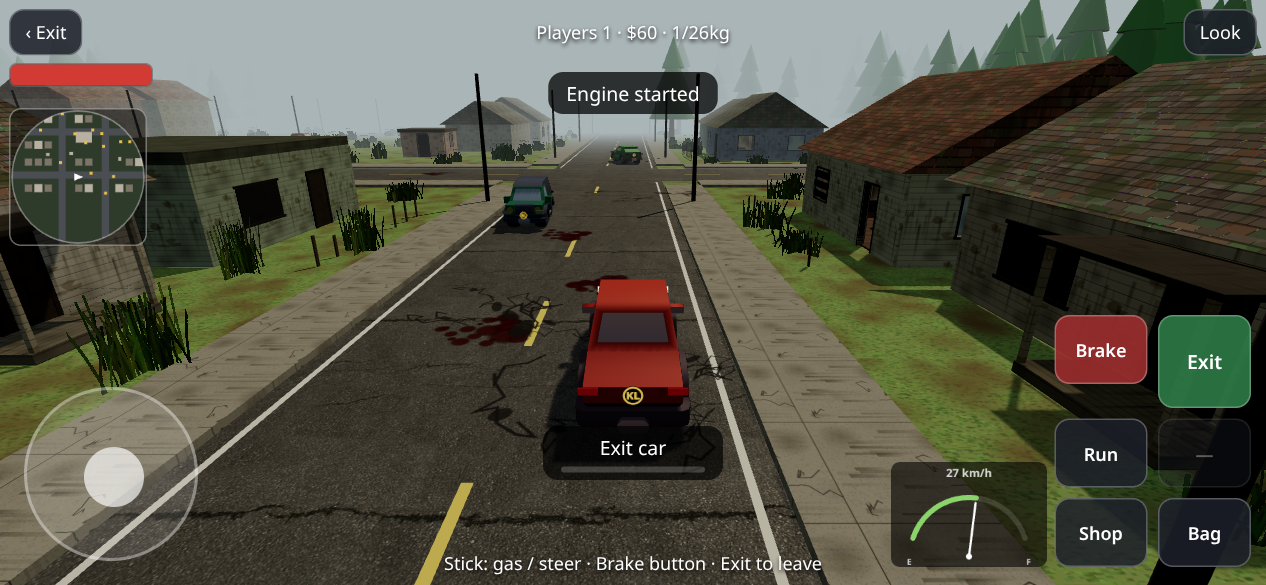 ‹ Exit
Players 1 · $60 · 1/26kg
Look
Engine started
KL
Brake
Exit
Exit car
Run
—
27 km/h
E
F
Shop
Bag
Stick: gas / steer · Brake button · Exit to leave